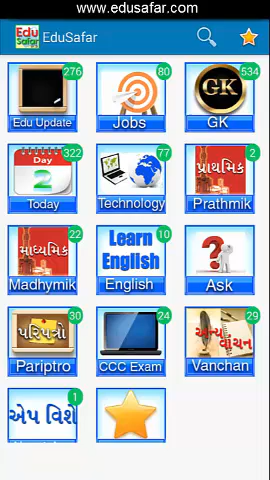 www.edusafar.com
Edu
Safar
EduSafar
276
80
534
GK
Edu Update
Jobs
GK
322
77
2
Day
2
પ્રાથમિક
Today
Technology
Prathmik
22
10
માધ્યમિક
Learn
English
Madhymik
English
Ask
30
24
29
પરિપત્રો
અન્ય
વાંચન
Pariptro
CCC Exam
Vanchan
1
એપ વિશે